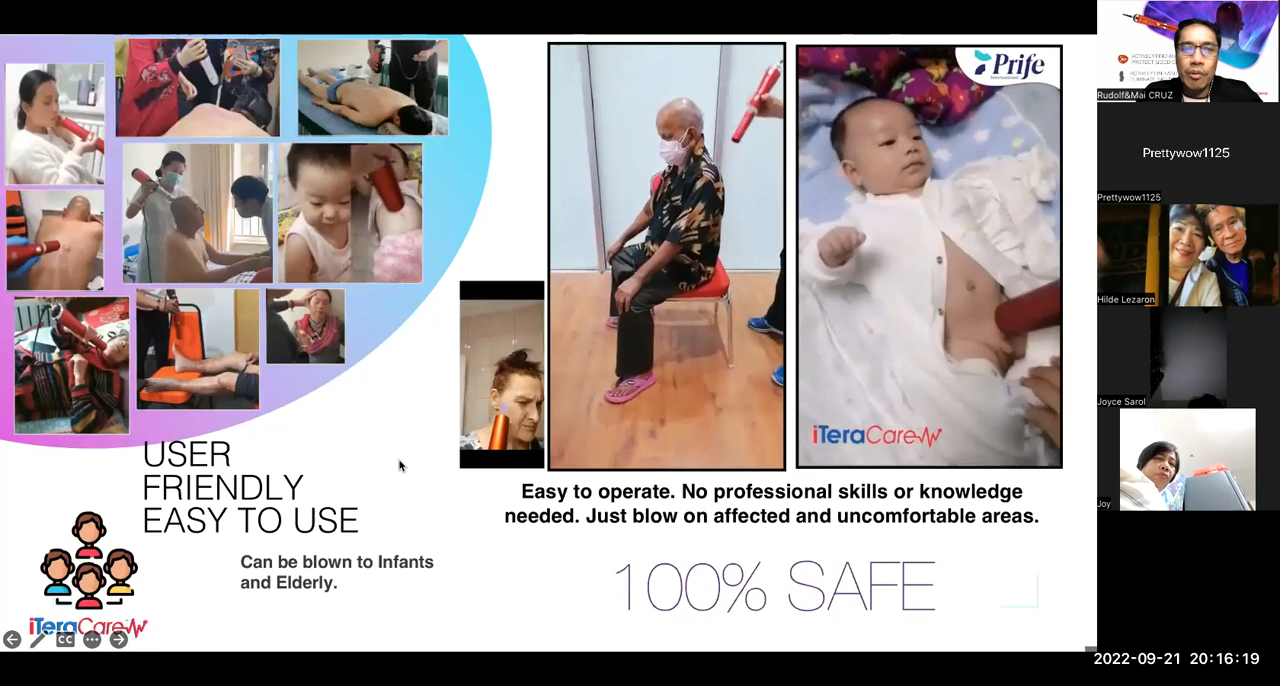 Prife
International
iTeraCare
USER
FRIENDLY
EASY TO USE
Can be blown to Infants
and Elderly.
iTeraCare
CC
Easy to operate. No professional skills or knowledge
needed. Just blow on affected and uncomfortable areas.
100% SAFE
Rudolf&Mai CRUZ
Prettywow1125
Prettywow1125
Hilde Lezaron
Joyce Sarol
Joy
2022-09-21 20:16:19